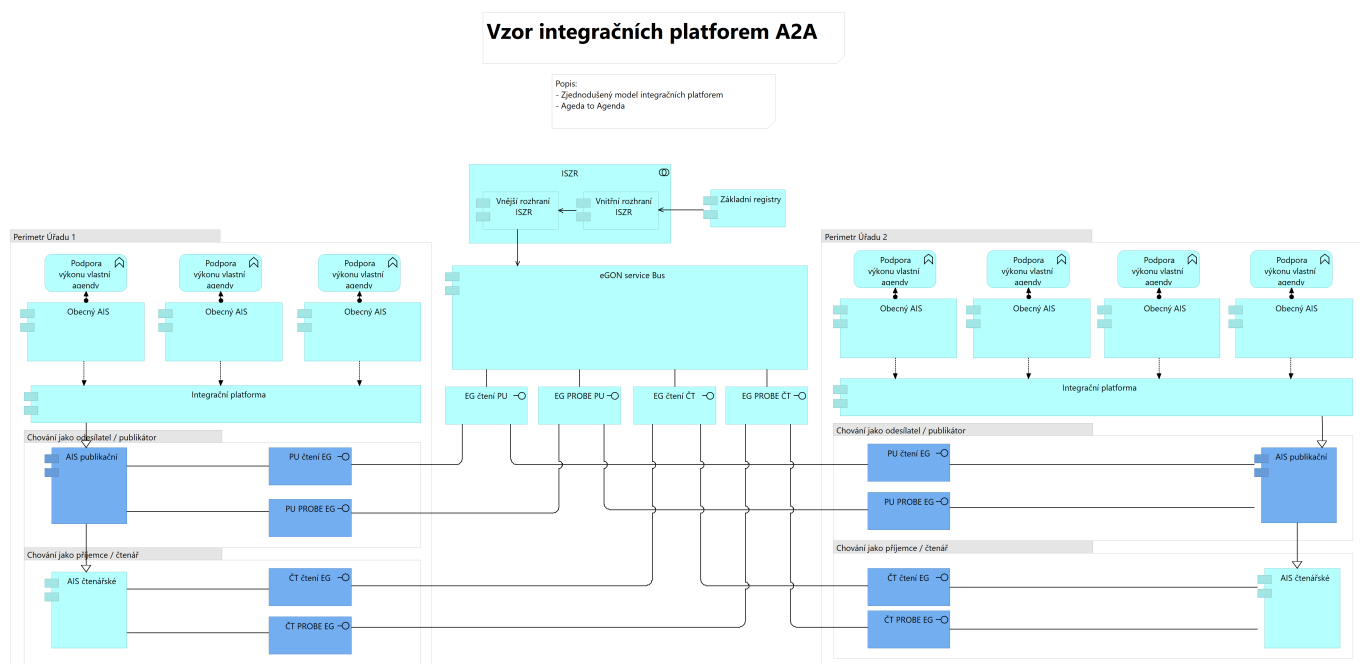 Vzor integračních platforem A2A
Popis:
- Zjednodušený model integračních platforem
- Ageda to Agenda
ISZR
Vnější rozhraní
ISZR
Vnitřní rozhraní
ISZR
Základní registry
eGON service Bus
EG čtení PU
EG PROBE PU
EG čtení ČT
EG PROBE ČT
Perimetr Úřadu 1
Podpora
výkonu vlastní
agendy
Podpora
výkonu vlastní
agendy
Podpora
výkonu vlastní
agendy
Obecný AIS
Obecný AIS
Obecný AIS
Integrační platforma
Chování jako odesílatel / publikátor
AIS publikační
PU čtení EG
PU PROBE EG
Chování jako příjemce / čtenář
AIS čtenářské
ČT čtení EG
ČT PROBE EG
Perimetr Úřadu 2
Podpora
výkonu vlastní
agendy
Podpora
výkonu vlastní
agendy
Podpora
výkonu vlastní
agendy
Podpora
výkonu vlastní
agendy
Obecný AIS
Obecný AIS
Obecný AIS
Obecný AIS
Integrační platforma
Chování jako odesílatel / publikátor
PU čtení EG
AIS publikační
PU PROBE EG
Chování jako příjemce / čtenář
ČT čtení EG
AIS čtenářské
ČT PROBE EG